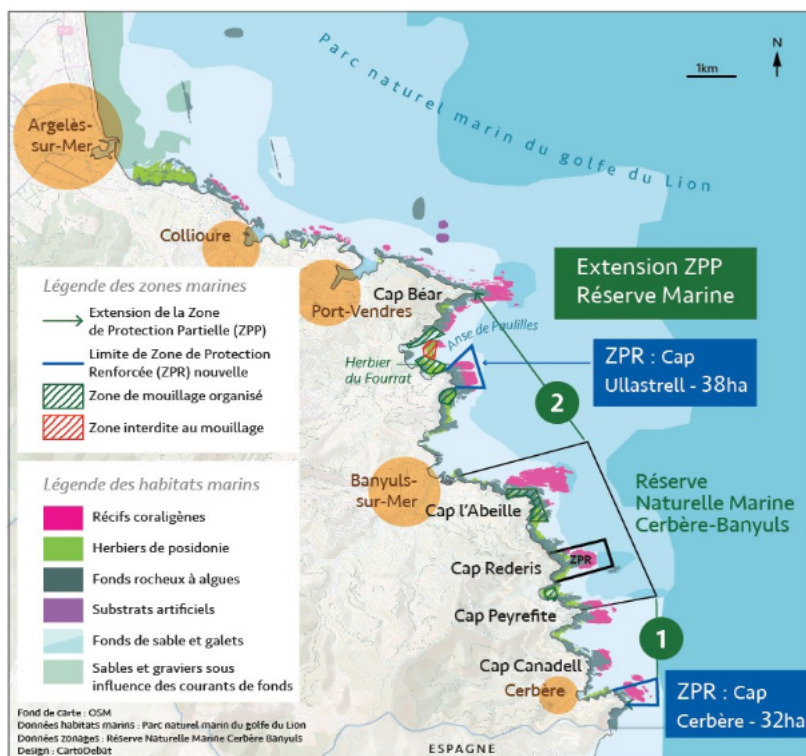 Parc naturel marin du golfe du Lion
N
1km
Argelès-
sur-Mer
Collioure
Port-Vendres
Cap Béar
Anse de Paulilles
Herbier
du Fourrat
Extension ZPP
Réserve Marine
ZPR : Cap
Ullastrell - 38ha
2
Légende des zones marines
Extension de la Zone
de Protection Partielle (ZPP)
Limite de Zone de Protection
Renforcée (ZPR) nouvelle
Zone de mouillage organisé
Zone interdite au mouillage
Banyuls-
sur-Mer
Cap l'Abeille
Réserve
Naturelle Marine
Cerbère-Banyuls
Cap Rederis
ZPR
Cap Peyrefite
1
Cap Canadell
Cerbère
ZPR : Cap
Cerbère - 32ha
Légende des habitats marins
Récifs coraligènes
Herbiers de posidonie
Fonds rocheux à algues
Substrats artificiels
Fonds de sable et galets
Sables et graviers sous
influence des courants de fonds
Fond de carte : OSM
Données habitats marins : Parc naturel marin du golfe du Lion
Données zonages : Réserve Naturelle Marine Cerbère Banyuls
Design : CartoDebat
ESPAGNE